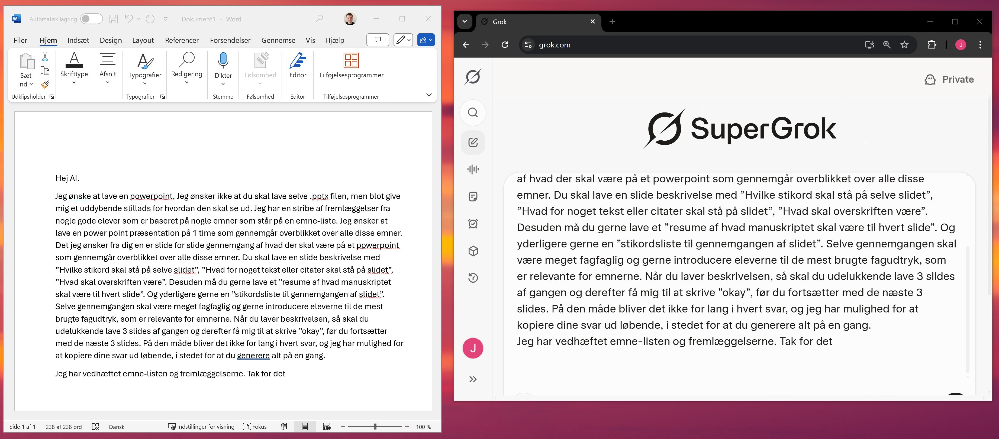 Automatisk lagring
Dokument1 - Word
Filer Hjem Indsæt Design Layout Referencer Forsendelser Gennemse Vis Hjælp
Sæt ind
Skrifttype
Afsnit
Typografier
Redigering
Dikter
Følsomhed
Editor
Tilføjelsesprogrammer
Udklipsholder
Typografier
Stemme
Følsomhed
Editor
Tilføjelsesprogrammer
Hej AI.
Jeg ønske at lave en powerpoint. Jeg ønsker ikke at du skal lave selve .pptx filen, men blot give
mig et uddybende stillads for hvordan den skal se ud. Jeg har en stribe af fremlæggelser fra
nogle gode elever som er baseret på nogle emner som står på en emne-liste. Jeg ønsker at
lave en power point præsentation på 1 time som gennemgår overblikket over alle disse emner.
Det jeg ønsker fra dig en er slide for slide gennemgang af hvad der skal være på et powerpoint
som gennemgår overblikket over alle disse emner. Du skal lave en slide beskrivelse med
”Hvilke stikord skal stå på selve slidet”, ”Hvad for noget tekst eller citater skal stå på slidet”,
”Hvad skal overskriften være”. Desuden må du gerne lave et ”resume af hvad manuskriptet
skal være til hvert slide”. Og yderligere gerne en ”stikordsliste til gennemgangen af slidet”.
Selve gennemgangen skal være meget fagfaglig og gerne introducere eleverne til de mest
brugte fagudtryk, som er relevante for emnerne. Når du laver beskrivelsen, så skal du
udelukkende lave 3 slides af gangen og derefter få mig til at skrive ”okay”, før du fortsætter
med de næste 3 slides. På den måde bliver det ikke for lang i hvert svar, og jeg har mulighed for
at kopiere dine svar ud løbende, i stedet for at du generere alt på en gang.
Jeg har vedhæftet emne-listen og fremlæggelserne. Tak for det
Side 1 af 1 238 af 238 ord Dansk Indstillinger for visning Fokus 100 %
Grok
grok.com
J
Private
SuperGrok
af hvad der skal være på et powerpoint som gennemgår overblikket over alle disse
emner. Du skal lave en slide beskrivelse med ”Hvilke stikord skal stå på selve slidet”,
”Hvad for noget tekst eller citater skal stå på slidet”, ”Hvad skal overskriften være”.
Desuden må du gerne lave et ”resume af hvad manuskriptet skal være til hvert slide”. Og
yderligere gerne en ”stikordsliste til gennemgangen af slidet”. Selve gennemgangen skal
være meget fagfaglig og gerne introducere eleverne til de mest brugte fagudtryk, som
er relevante for emnerne. Når du laver beskrivelsen, så skal du udelukkende lave 3 slides
af gangen og derefter få mig til at skrive ”okay”, før du fortsætter med de næste 3
slides. På den måde bliver det ikke for lang i hvert svar, og jeg har mulighed for at
kopiere dine svar ud løbende, i stedet for at du generere alt på en gang.
Jeg har vedhæftet emne-listen og fremlæggelserne. Tak for det
J